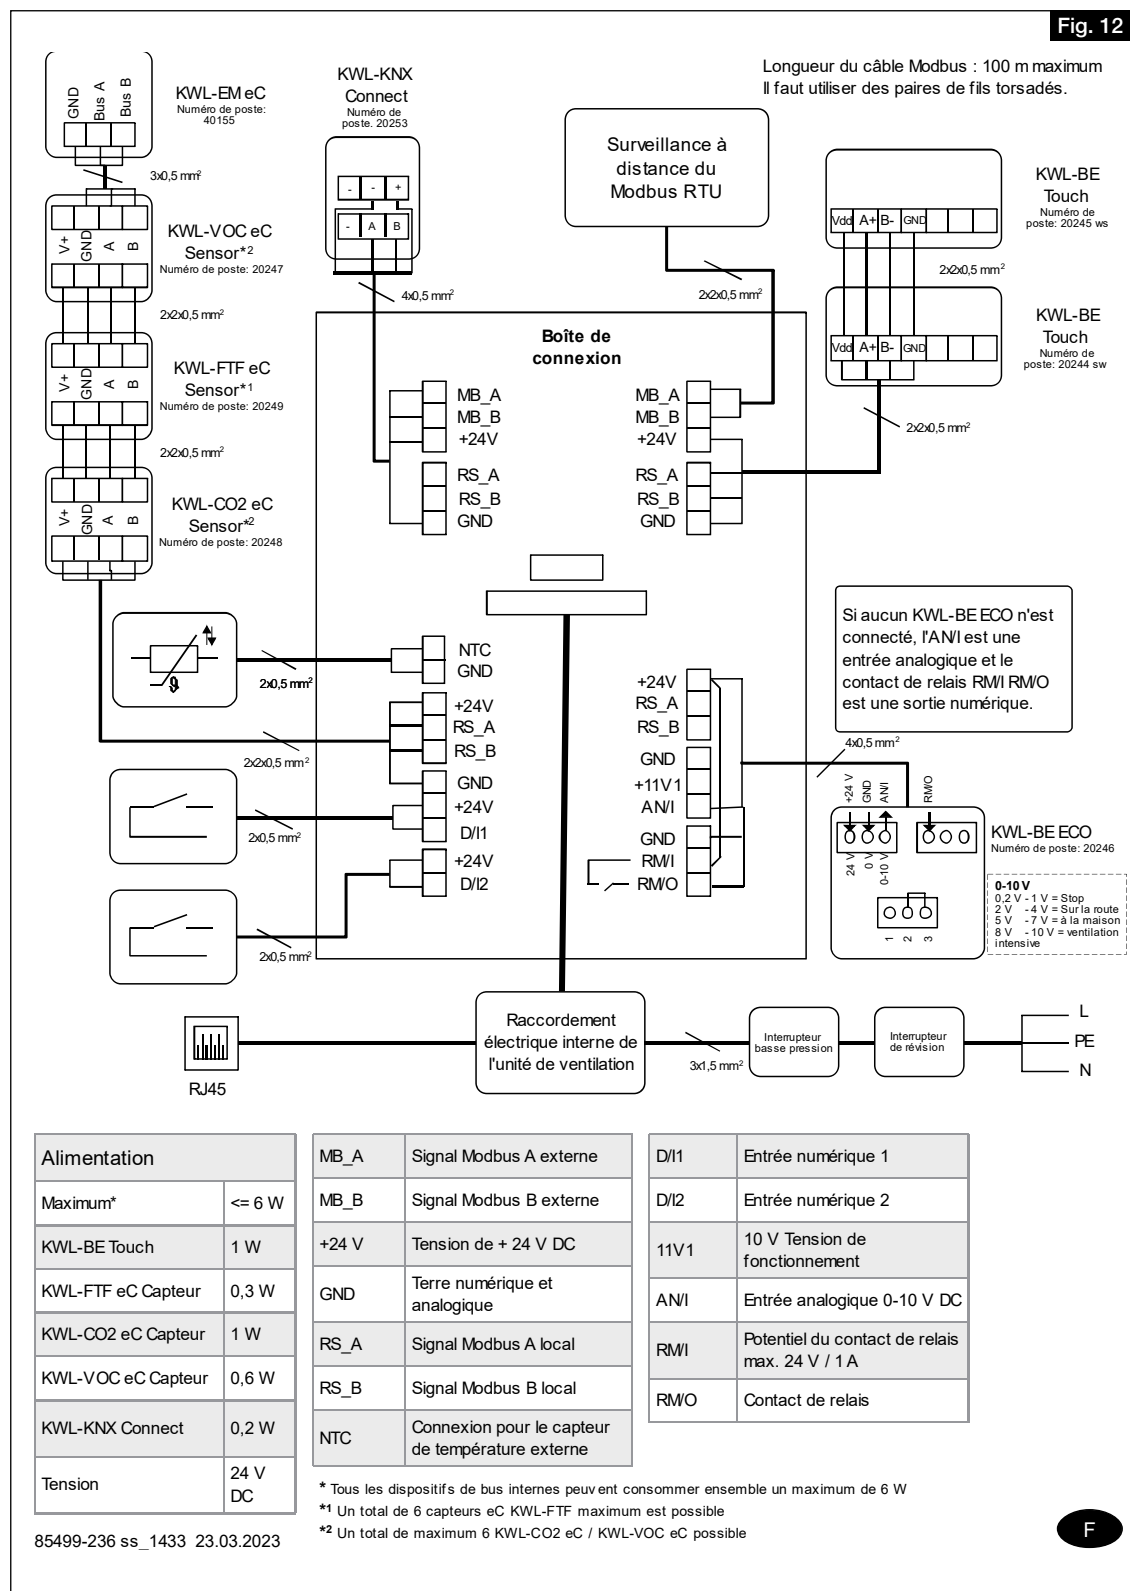 Fig. 12
Longueur du câble Modbus : 100 m maximum
Il faut utiliser des paires de fils torsadés.
GND
Bus A
Bus B
KWL-EM eC
Numéro de poste:
40155
3x0,5 mm²
V+
GND
A
B
KWL-VOC eC
Sensor*²
Numéro de poste: 20247
2x2x0,5 mm²
V+
GND
A
B
KWL-FTF eC
Sensor*¹
Numéro de poste: 20249
2x2x0,5 mm²
V+
GND
A
B
KWL-CO2 eC
Sensor*²
Numéro de poste: 20248
KWL-KNX
Connect
Numéro de
poste. 20253
- - +
- A B
4x0,5 mm²
Surveillance à
distance du
Modbus RTU
2x2x0,5 mm²
Vdd A+ B- GND
KWL-BE
Touch
Numéro de
poste: 20245 ws
2x2x0,5 mm²
Vdd A+ B- GND
KWL-BE
Touch
Numéro de
poste: 20244 sw
2x2x0,5 mm²
Boîte de
connexion
MB_A
MB_B
+24V
RS_A
RS_B
GND
MB_A
MB_B
+24V
RS_A
RS_B
GND
ϑ
2x0,5 mm²
NTC
GND
2x2x0,5 mm²
+24V
RS_A
RS_B
GND
+24V
D/I1
2x0,5 mm²
+24V
D/I2
2x0,5 mm²
+24V
RS_A
RS_B
GND
+11V1
AN/I
GND
RM/I
RM/O
Si aucun KWL-BE ECO n'est
connecté, l'AN/I est une
entrée analogique et le
contact de relais RM/I RM/O
est une sortie numérique.
4x0,5 mm²
+24 V
GND
AN/I
RM/O
24 V
0 V
0-10 V
1
2
3
KWL-BE ECO
Numéro de poste: 20246
0-10 V
0,2 V - 1 V = Stop
2 V - 4 V = Sur la route
5 V - 7 V = à la maison
8 V - 10 V = ventilation
intensive
RJ45
Raccordement
électrique interne de
l'unité de ventilation
3x1,5 mm²
Interrupteur
basse pression
Interrupteur
de révision
L
PE
N
Alimentation
Maximum* <= 6 W
KWL-BE Touch 1 W
KWL-FTF eC Capteur 0,3 W
KWL-CO2 eC Capteur 1 W
KWL-VOC eC Capteur 0,6 W
KWL-KNX Connect 0,2 W
Tension 24 V
DC
MB_A Signal Modbus A externe
MB_B Signal Modbus B externe
+24 V Tension de + 24 V DC
GND Terre numérique et
analogique
RS_A Signal Modbus A local
RS_B Signal Modbus B local
NTC Connexion pour le capteur
de température externe
D/I1 Entrée numérique 1
D/I2 Entrée numérique 2
11V1 10 V Tension de
fonctionnement
AN/I Entrée analogique 0-10 V DC
RM/I Potentiel du contact de relais
max. 24 V / 1 A
RM/O Contact de relais
* Tous les dispositifs de bus internes peuvent consommer ensemble un maximum de 6 W
*¹ Un total de 6 capteurs eC KWL-FTF maximum est possible
*² Un total de maximum 6 KWL-CO2 eC / KWL-VOC eC possible
85499-236 ss_1433 23.03.2023
F